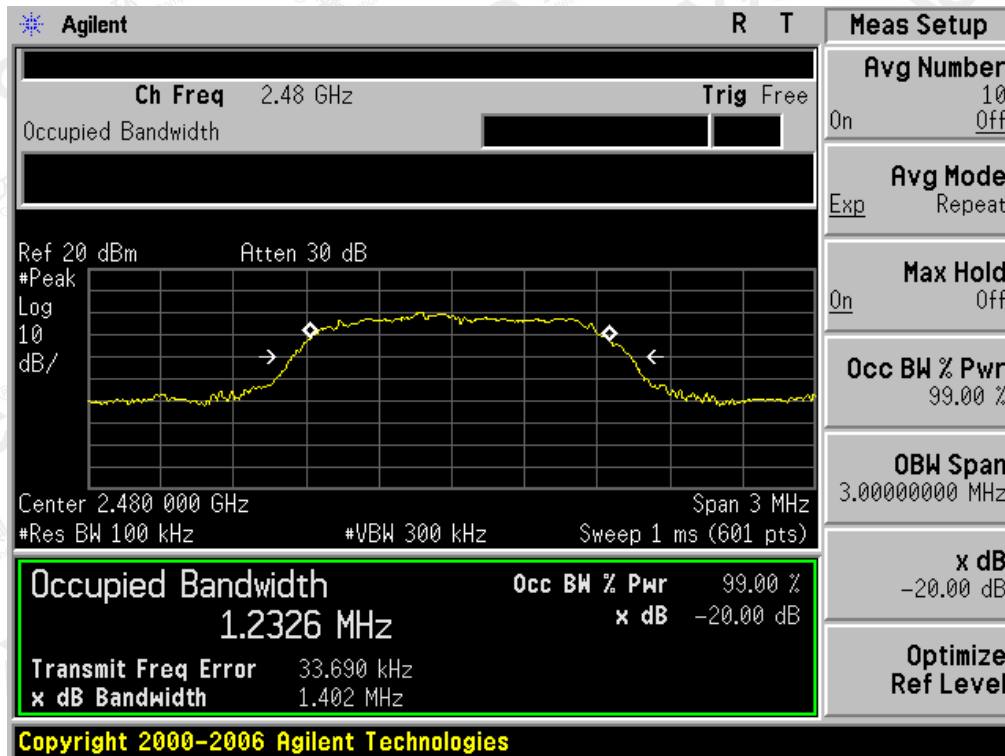 Agilent R T
Ch Freq 2.48 GHz Trig Free
Occupied Bandwidth
Ref 20 dBm Atten 30 dB
#Peak
Log
10
dB/
Center 2.480 000 GHz Span 3 MHz
#Res BW 100 kHz #VBW 300 kHz Sweep 1 ms (601 pts)
Occupied Bandwidth Occ BW % Pwr 99.00 %
1.2326 MHz x dB -20.00 dB
Transmit Freq Error 33.690 kHz
x dB Bandwidth 1.402 MHz
Copyright 2000-2006 Agilent Technologies
Meas Setup
Avg Number
10
On Off
Avg Mode
Exp Repeat
Max Hold
On Off
Occ BW % Pwr
99.00 %
OBW Span
3.00000000 MHz
x dB
-20.00 dB
Optimize
Ref Level